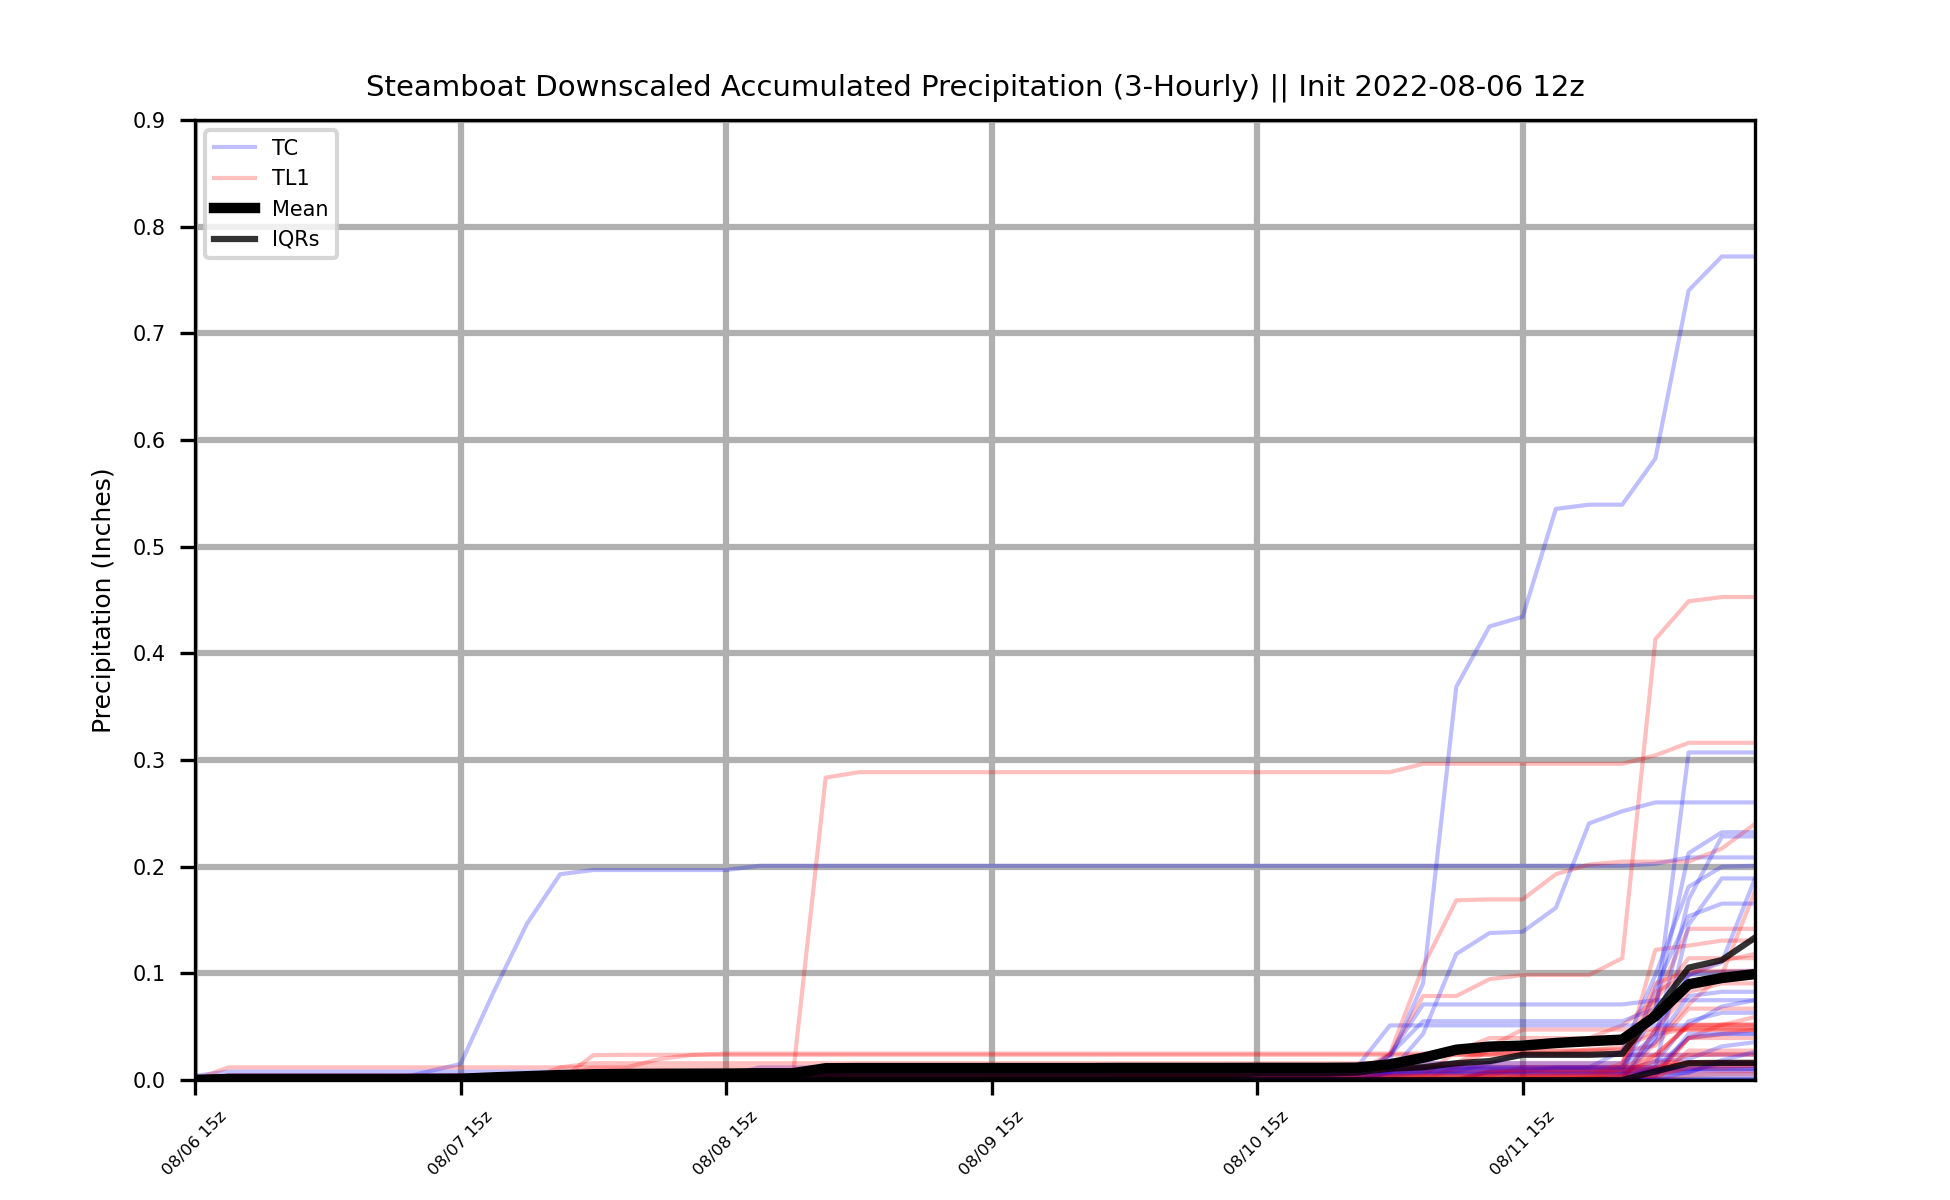 Steamboat Downscaled Accumulated Precipitation (3-Hourly) || Init 2022-08-06 12z
TC
TL1
Mean
IQRs
Precipitation (Inches)
0.9
0.8
0.7
0.6
0.5
0.4
0.3
0.2
0.1
0.0
08/06 15z
08/07 15z
08/08 15z
08/09 15z
08/10 15z
08/11 15z